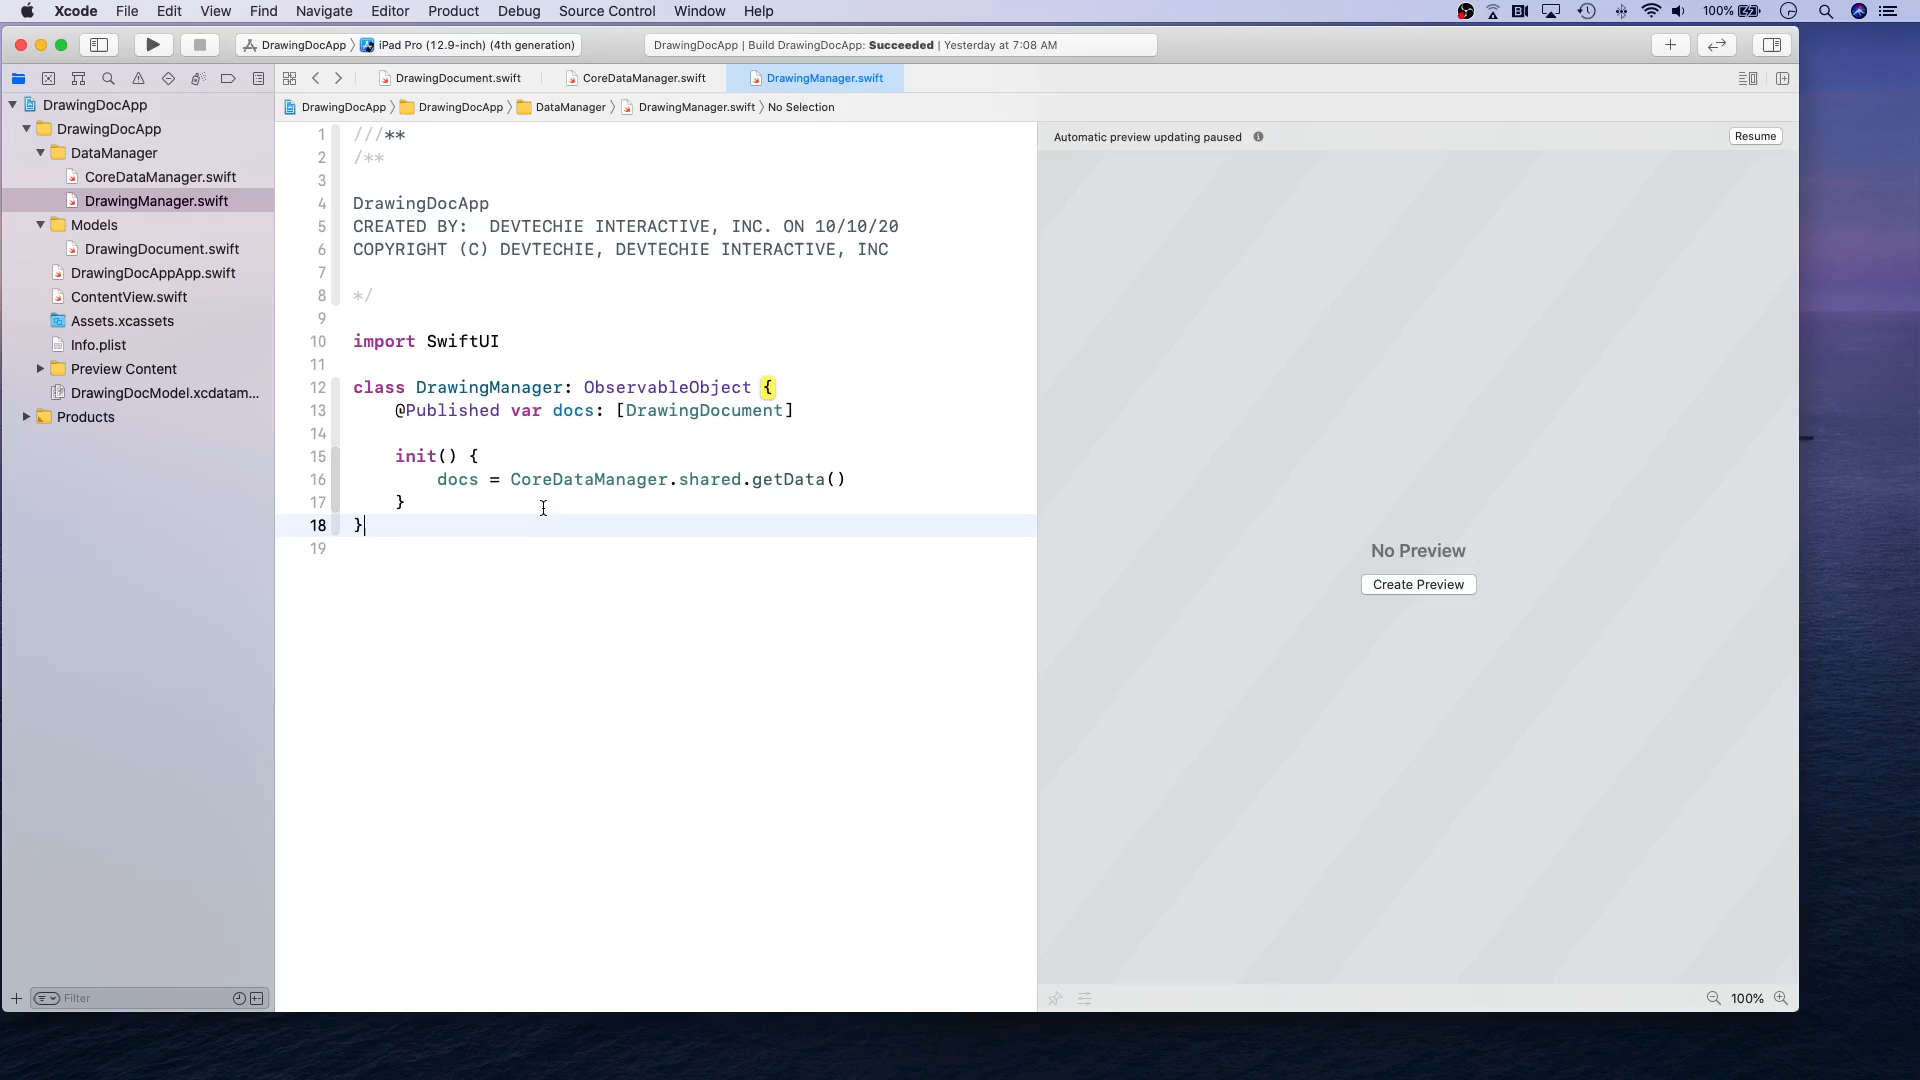 Xcode File Edit View Find Navigate Editor Product Debug Source Control Window Help 100%
DrawingDocApp iPad Pro (12.9-inch) (4th generation) DrawingDocApp | Build DrawingDocApp: Succeeded | Yesterday at 7:08 AM
DrawingDocument.swift CoreDataManager.swift DrawingManager.swift
DrawingDocApp DrawingDocApp DataManager DrawingManager.swift No Selection
DrawingDocApp
DrawingDocApp
DataManager
CoreDataManager.swift
DrawingManager.swift
Models
DrawingDocument.swift
DrawingDocAppApp.swift
ContentView.swift
Assets.xcassets
Info.plist
Preview Content
DrawingDocModel.xcdatam...
Products
Filter
1 ///**
2 /**
3
4 DrawingDocApp
5 CREATED BY:  DEVTECHIE INTERACTIVE, INC. ON 10/10/20
6 COPYRIGHT (C) DEVTECHIE, DEVTECHIE INTERACTIVE, INC
7
8 */
9
10 import SwiftUI
11
12 class DrawingManager: ObservableObject {
13     @Published var docs: [DrawingDocument]
14
15     init() {
16         docs = CoreDataManager.shared.getData()
17     }
18 }
19
Automatic preview updating paused Resume
No Preview
Create Preview
100%